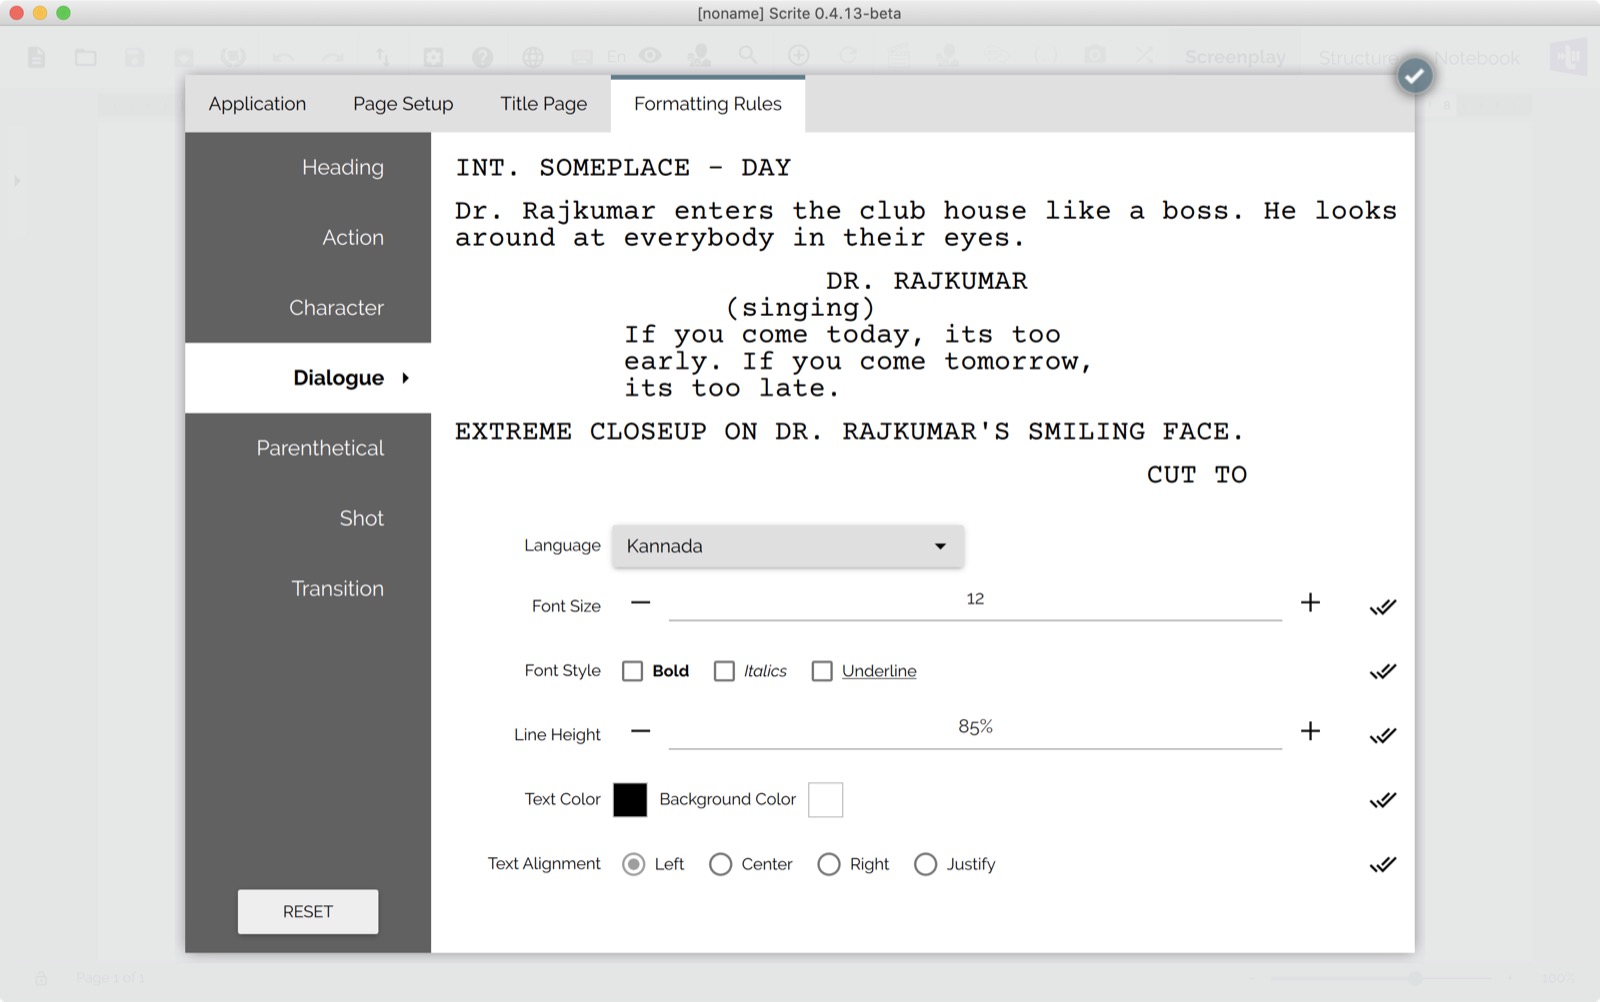 [noname] Scrite 0.4.13-beta
En
Screenplay
Structure
Notebook
Application
Page Setup
Title Page
Formatting Rules
8
Heading
Action
Character
Dialogue
Parenthetical
Shot
Transition
RESET
INT. SOMEPLACE - DAY
Dr. Rajkumar enters the club house like a boss. He looks
around at everybody in their eyes.
DR. RAJKUMAR
(singing)
If you come today, its too
early. If you come tomorrow,
its too late.
EXTREME CLOSEUP ON DR. RAJKUMAR'S SMILING FACE.
CUT TO
Language Kannada
Font Size 12
Font Style Bold Italics Underline
Line Height 85%
Text Color Background Color
Text Alignment Left Center Right Justify
Page 1 of 1
100%